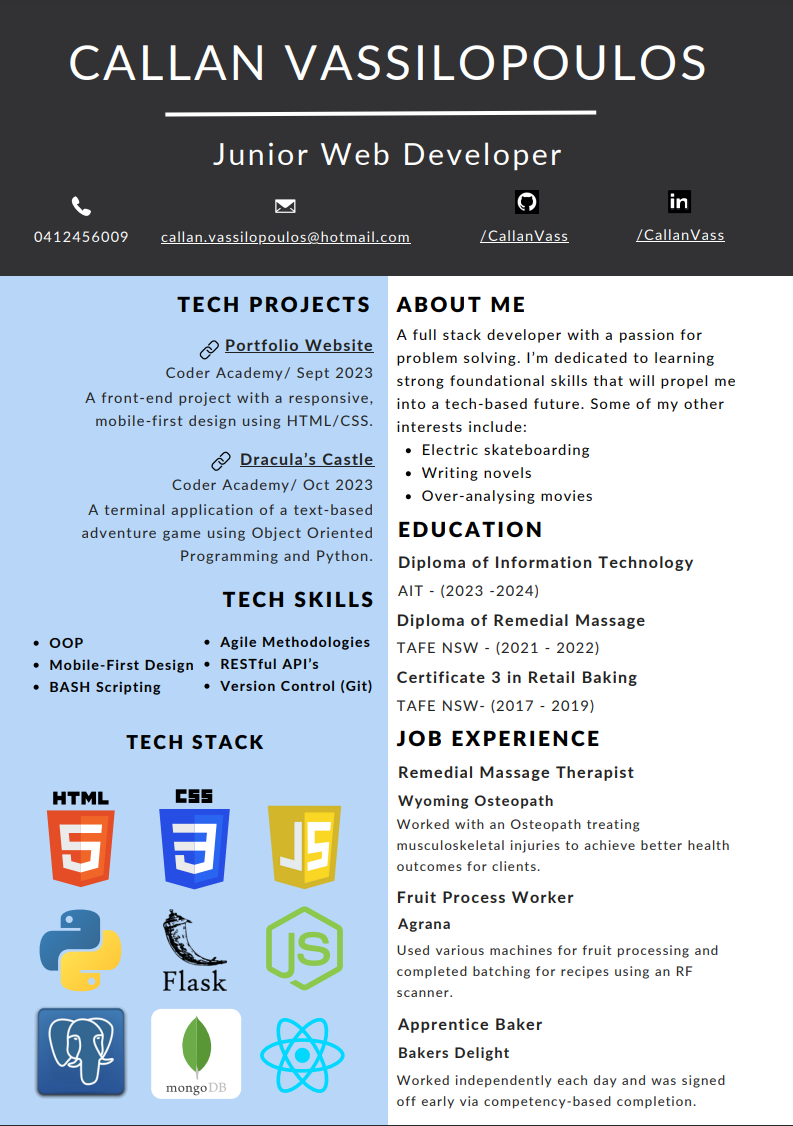 CALLAN VASSILOPOULOS
Junior Web Developer
0412456009
callan.vassilopoulos@hotmail.com
/CallanVass
in
/CallanVass
TECH PROJECTS
Portfolio Website
Coder Academy/ Sept 2023
A front-end project with a responsive,
mobile-first design using HTML/CSS.
Dracula’s Castle
Coder Academy/ Oct 2023
A terminal application of a text-based
adventure game using Object Oriented
Programming and Python.
TECH SKILLS
• OOP
• Mobile-First Design
• BASH Scripting
• Agile Methodologies
• RESTful API’s
• Version Control (Git)
TECH STACK
HTML
5
CSS
3
JS
Flask
JS
mongoDB
ABOUT ME
A full stack developer with a passion for
problem solving. I’m dedicated to learning
strong foundational skills that will propel me
into a tech-based future. Some of my other
interests include:
• Electric skateboarding
• Writing novels
• Over-analysing movies
EDUCATION
Diploma of Information Technology
AIT - (2023 -2024)
Diploma of Remedial Massage
TAFE NSW - (2021 - 2022)
Certificate 3 in Retail Baking
TAFE NSW- (2017 - 2019)
JOB EXPERIENCE
Remedial Massage Therapist
Wyoming Osteopath
Worked with an Osteopath treating
musculoskeletal injuries to achieve better health
outcomes for clients.
Fruit Process Worker
Agrana
Used various machines for fruit processing and
completed batching for recipes using an RF
scanner.
Apprentice Baker
Bakers Delight
Worked independently each day and was signed
off early via competency-based completion.